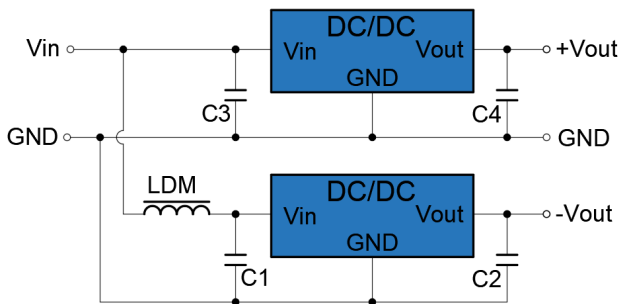 DC/DC
Vin
Vin
Vout
+Vout
GND
C3
C4
GND
GND
LDM
DC/DC
Vin
Vout
-Vout
GND
C1
C2